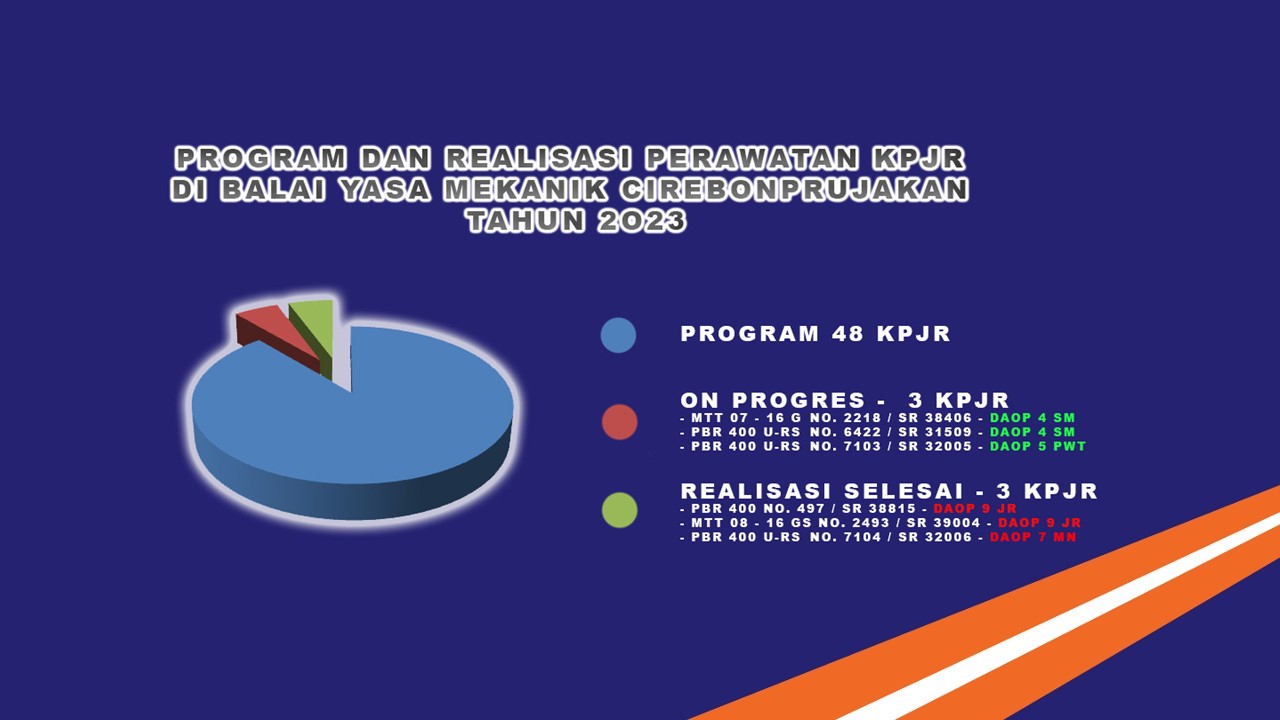 PROGRAM DAN REALISASI PERAWATAN KPJR
DI BALAI YASA MEKANIK CIREBONPRUJAKAN
TAHUN 2023
PROGRAM 48 KPJR
ON PROGRES - 3 KPJR
- MTT 07 - 16 G NO. 2218 / SR 38406 - DAOP 4 SM
- PBR 400 U-RS NO. 6422 / SR 31509 - DAOP 4 SM
- PBR 400 U-RS NO. 7103 / SR 32005 - DAOP 5 PWT
REALISASI SELESAI - 3 KPJR
- PBR 400 NO. 497 / SR 38815 - DAOP 9 JR
- MTT 08 - 16 GS NO. 2493 / SR 39004 - DAOP 9 JR
- PBR 400 U-RS NO. 7104 / SR 32006 - DAOP 7 MN